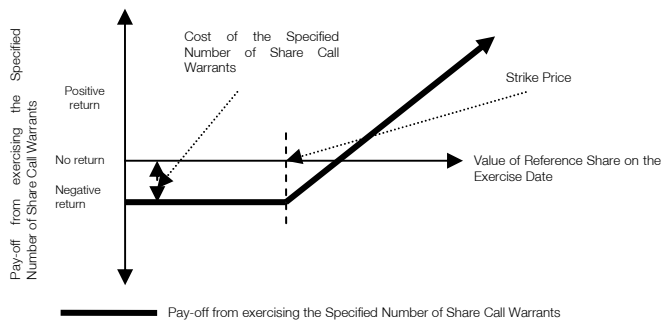 Pay-off from exercising the Specified
Number of Share Call Warrants
Cost of the Specified
Number of Share Call
Warrants
Positive
return
Strike Price
No return
Value of Reference Share on the
Exercise Date
Negative
return
Pay-off from exercising the Specified Number of Share Call Warrants